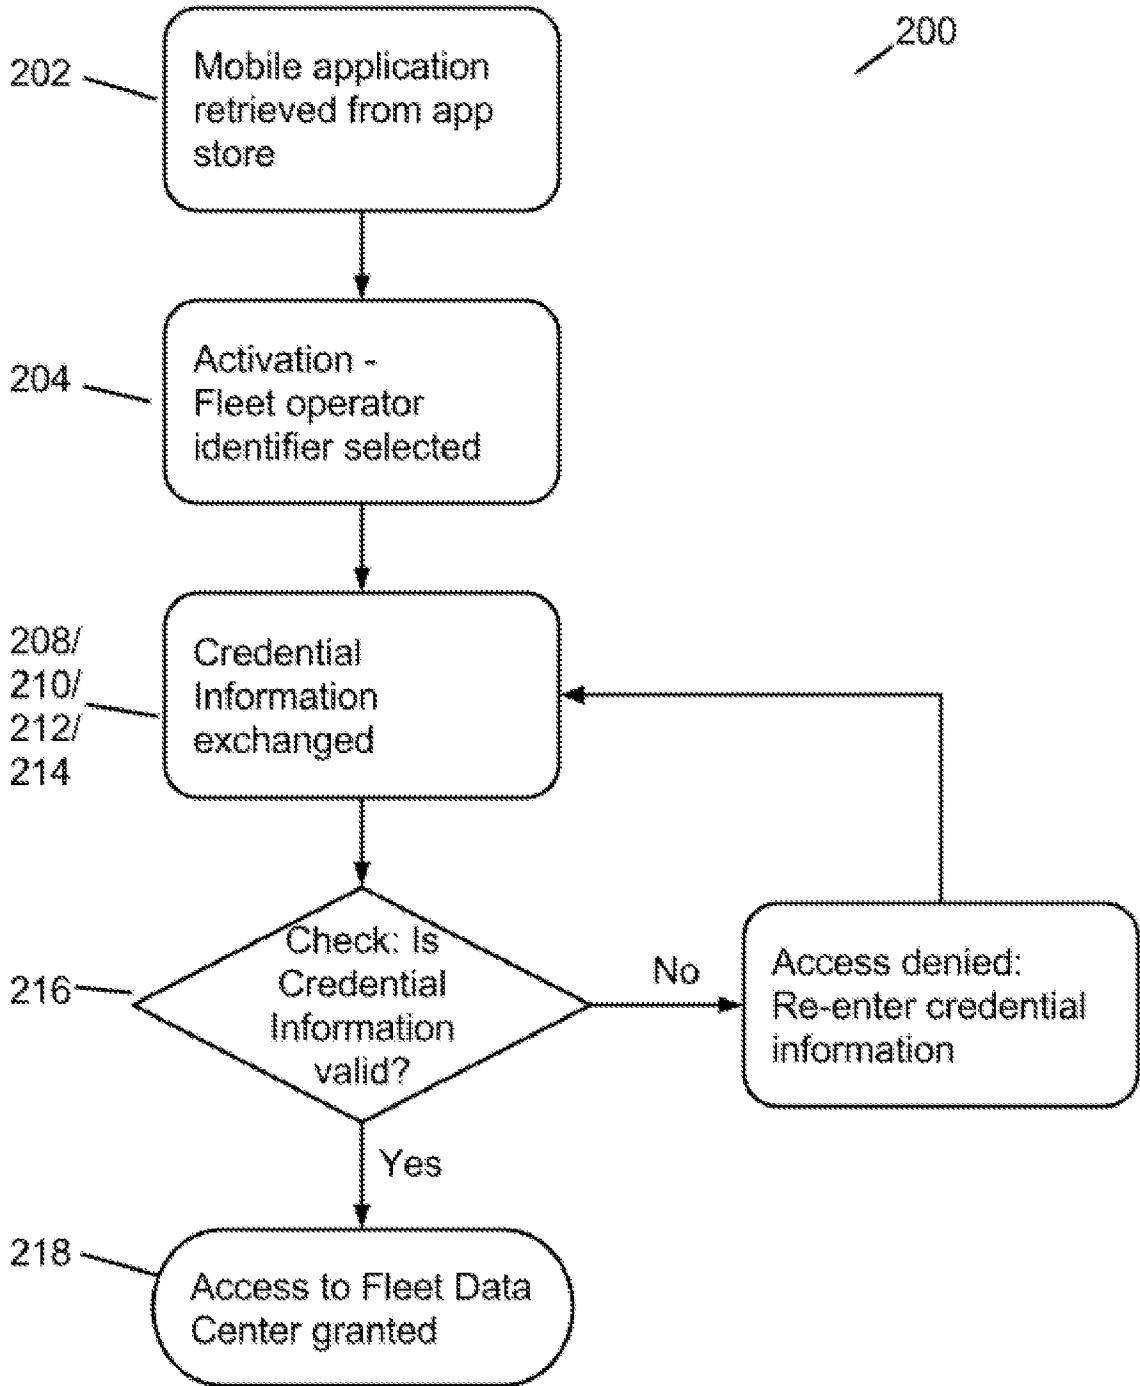 200
202
Mobile application
retrieved from app
store
204
Activation -
Fleet operator
identifier selected
208/
210/
212/
214
Credential
Information
exchanged
216
Check: Is
Credential
Information
valid?
No
Access denied:
Re-enter credential
information
Yes
218
Access to Fleet Data
Center granted